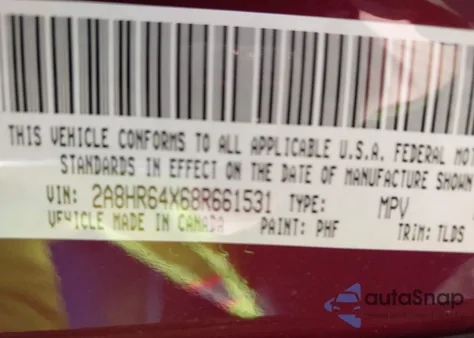 THIS VEHICLE CONFORMS TO ALL APPLICABLE U.S.A. FEDERAL MOT
STANDARDS IN EFFECT ON THE DATE OF MANUFACTURE SHOWN
VIN: 2A8HR64X68R661531 TYPE: MPV
VEHICLE MADE IN CANADA PAINT: PHF TRIM: TLDS
autoSnap